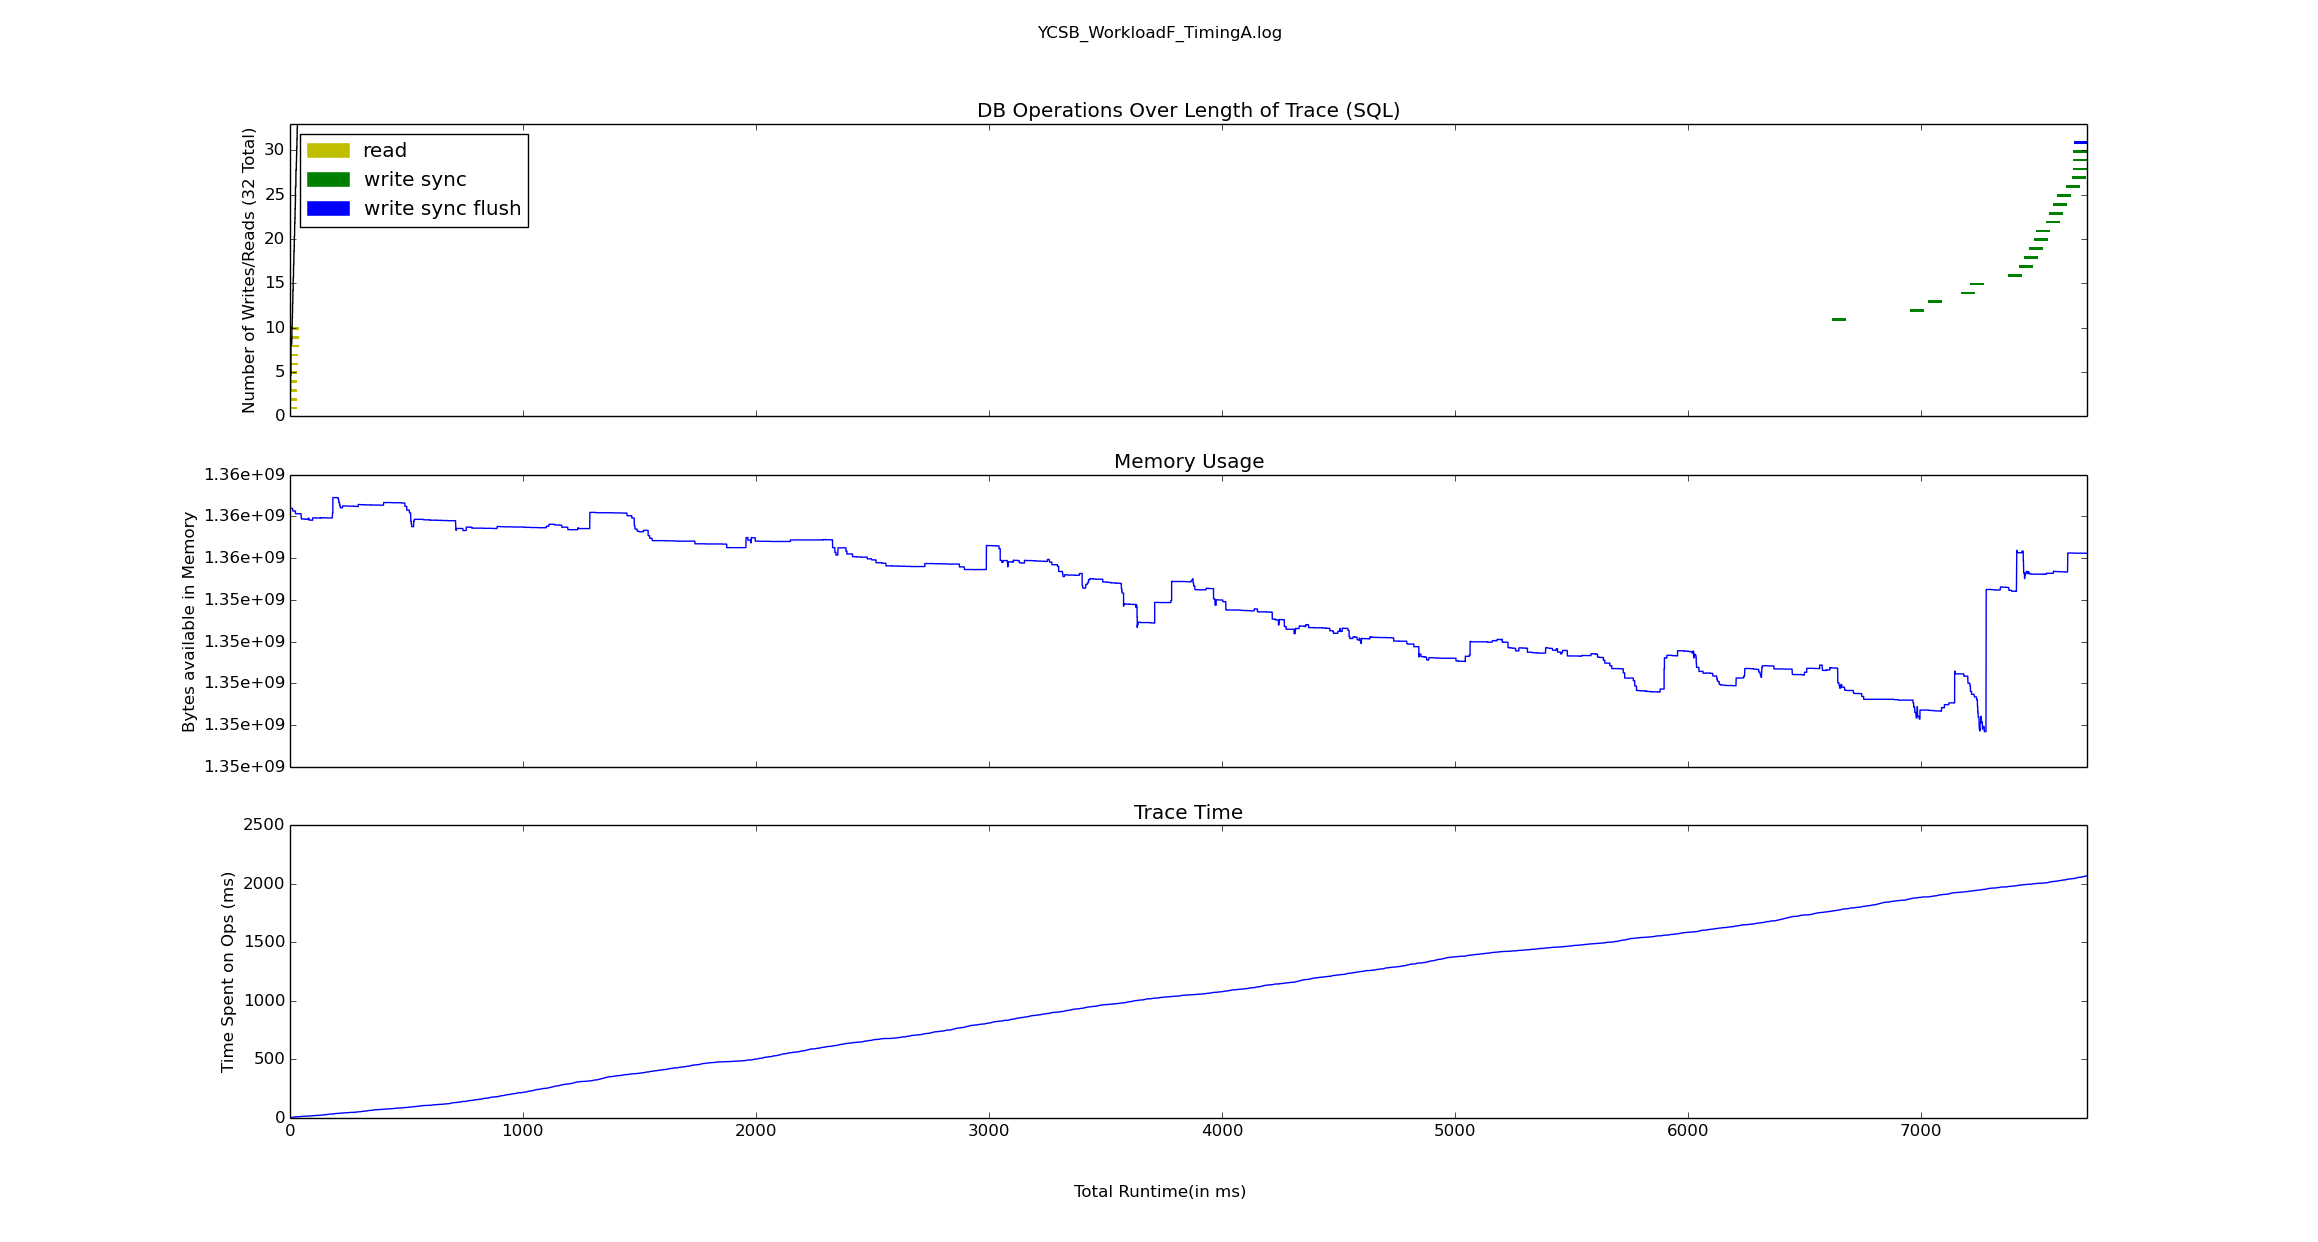 YCSB_WorkloadF_TimingA.log
DB Operations Over Length of Trace (SQL)
Number of Writes/Reads (32 Total)
30
25
20
15
10
5
0
read
write sync
write sync flush
Memory Usage
Bytes available in Memory
1.36e+09
1.36e+09
1.36e+09
1.35e+09
1.35e+09
1.35e+09
1.35e+09
1.35e+09
Trace Time
Time Spent on Ops (ms)
2500
2000
1500
1000
500
0
0 1000 2000 3000 4000 5000 6000 7000
Total Runtime(in ms)